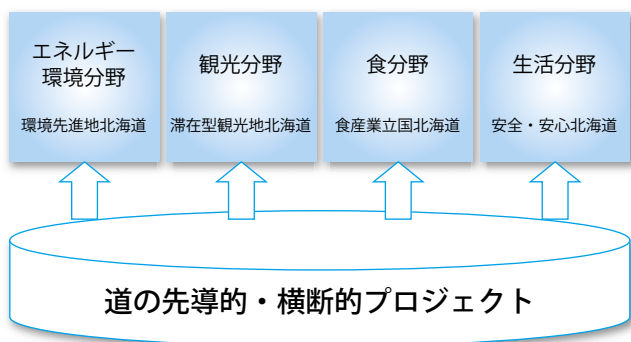 エネルギー
環境分野
環境先進地北海道
観光分野
滞在型観光地北海道
食分野
食産業立国北海道
生活分野
安全・安心北海道
道の先導的・横断的プロジェクト